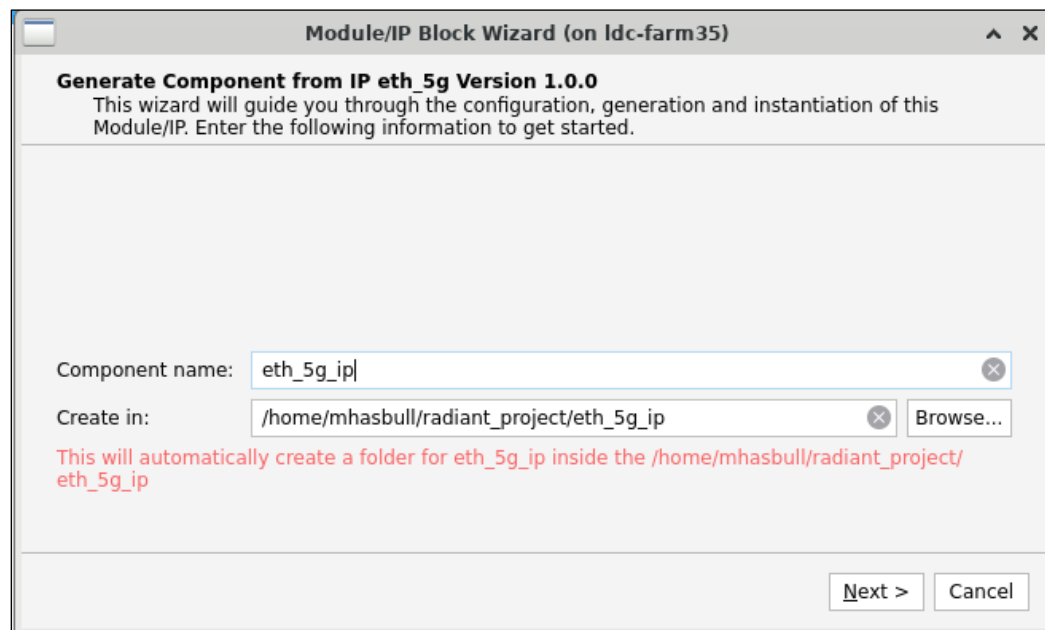 Module/IP Block Wizard (on ldc-farm35)
Generate Component from IP eth_5g Version 1.0.0
This wizard will guide you through the configuration, generation and instantiation of this
Module/IP. Enter the following information to get started.
Component name: eth_5g_ip
Create in: /home/mhasbull/radiant_project/eth_5g_ip Browse...
This will automatically create a folder for eth_5g_ip inside the /home/mhasbull/radiant_project/
eth_5g_ip
Next > Cancel